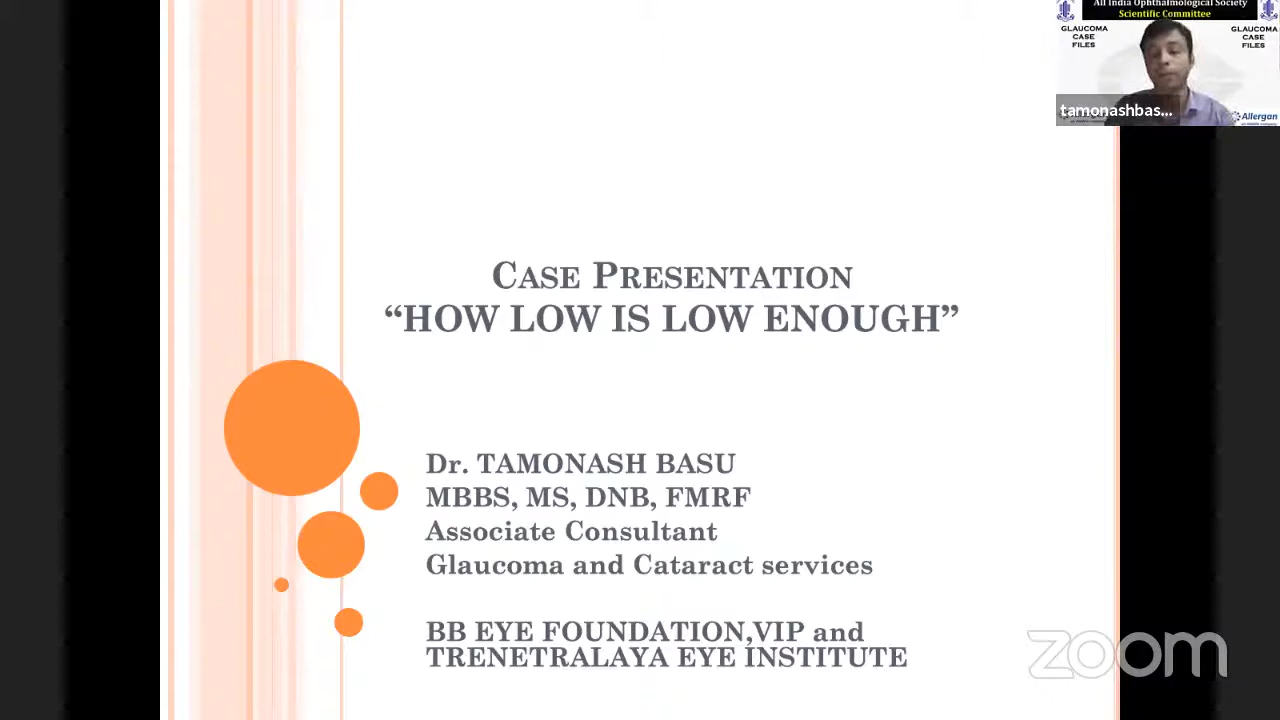 All India Ophthalmological Society
Scientific Committee
GLAUCOMA
CASE
FILES
GLAUCOMA
CASE
FILES
tamonashbas...
Allergan
CASE PRESENTATION
“HOW LOW IS LOW ENOUGH”
Dr. TAMONASH BASU
MBBS, MS, DNB, FMRF
Associate Consultant
Glaucoma and Cataract services
BB EYE FOUNDATION,VIP and
TRENETRALAYA EYE INSTITUTE
zoom